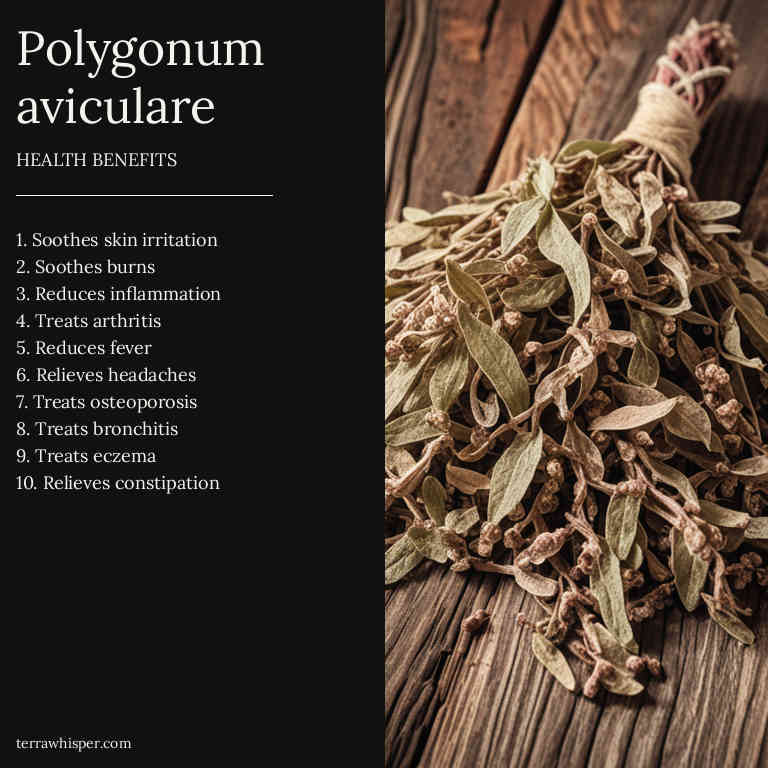 Polygonum
aviculare
HEALTH BENEFITS
1. Soothes skin irritation
2. Soothes burns
3. Reduces inflammation
4. Treats arthritis
5. Reduces fever
6. Relieves headaches
7. Treats osteoporosis
8. Treats bronchitis
9. Treats eczema
10. Relieves constipation
terrawhisper.com